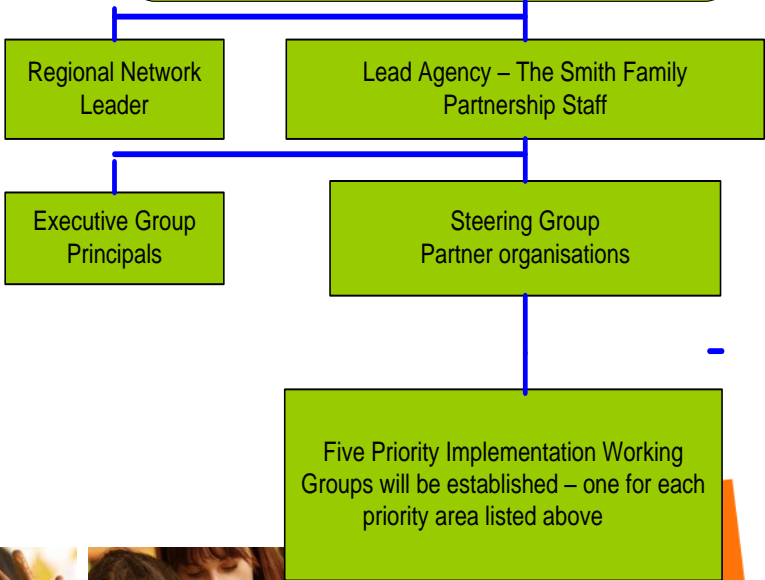 Regional Network
Leader
Lead Agency – The Smith Family
Partnership Staff
Executive Group
Principals
Steering Group
Partner organisations
Five Priority Implementation Working
Groups will be established – one for each
priority area listed above